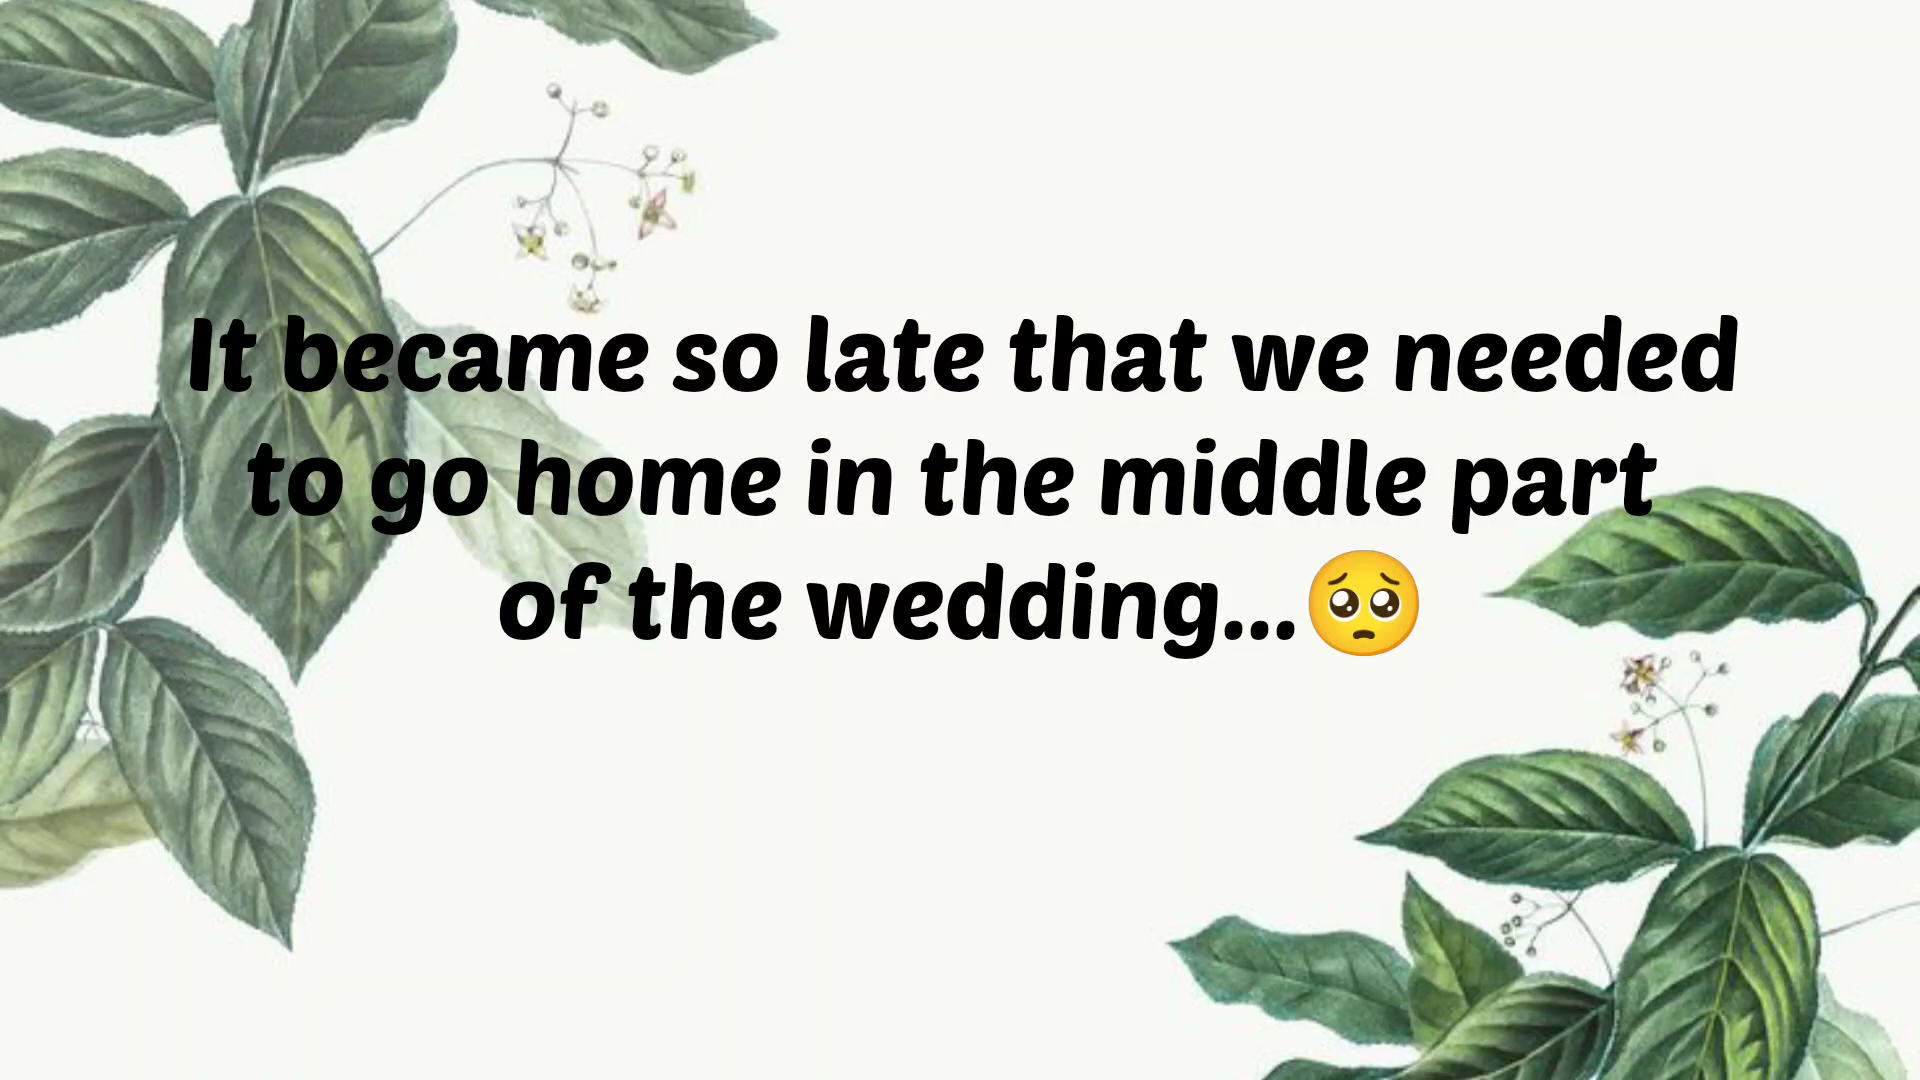 It became so late that we needed
to go home in the middle part
of the wedding...🥺